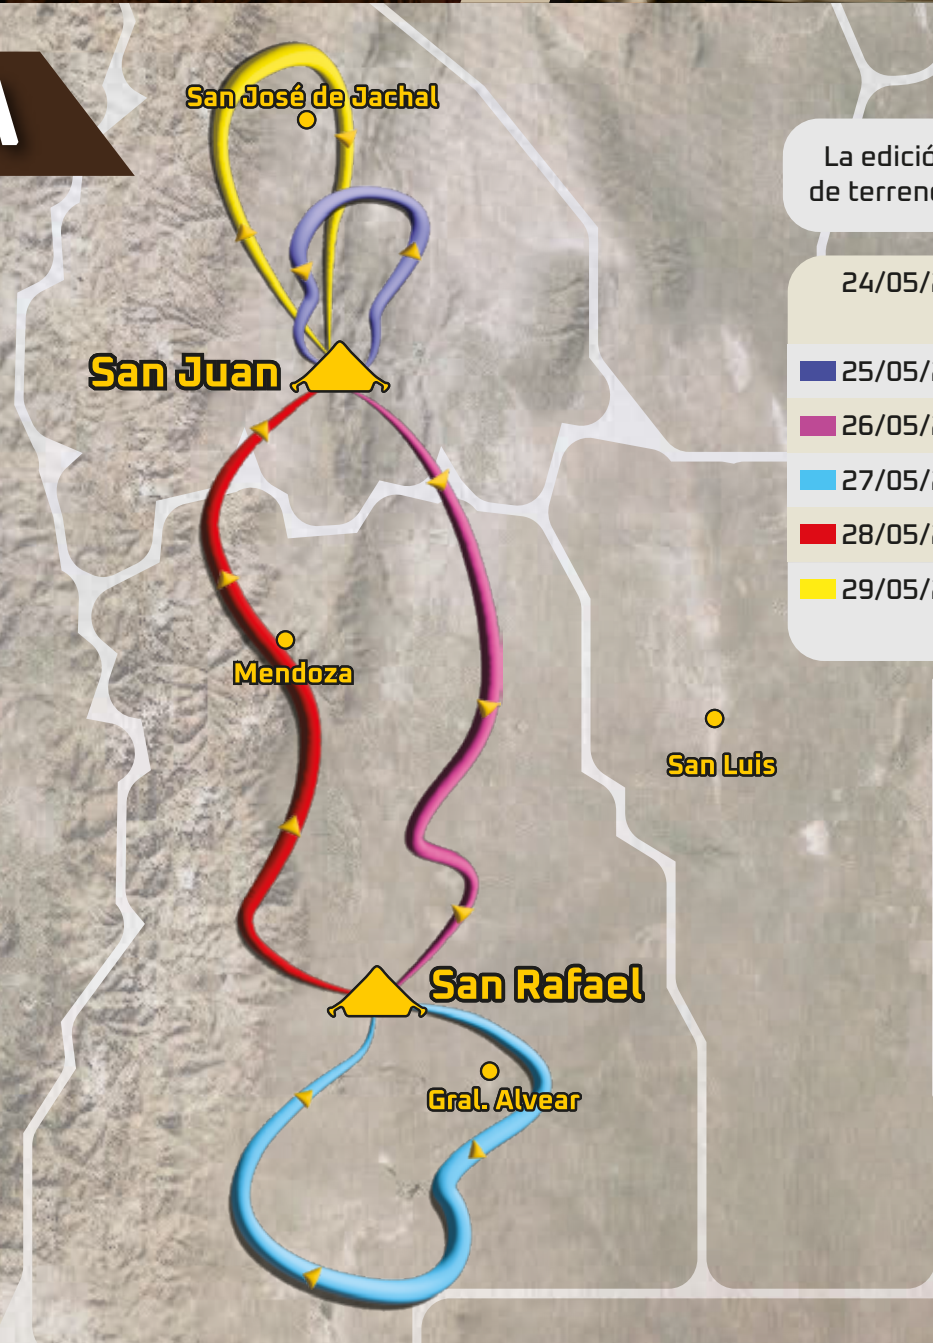 A
San José de Jachal
La edició
de terren
24/05/
San Juan
25/05/
26/05/
27/05/
28/05/
29/05/
Mendoza
San Luis
San Rafael
Gral. Alvear